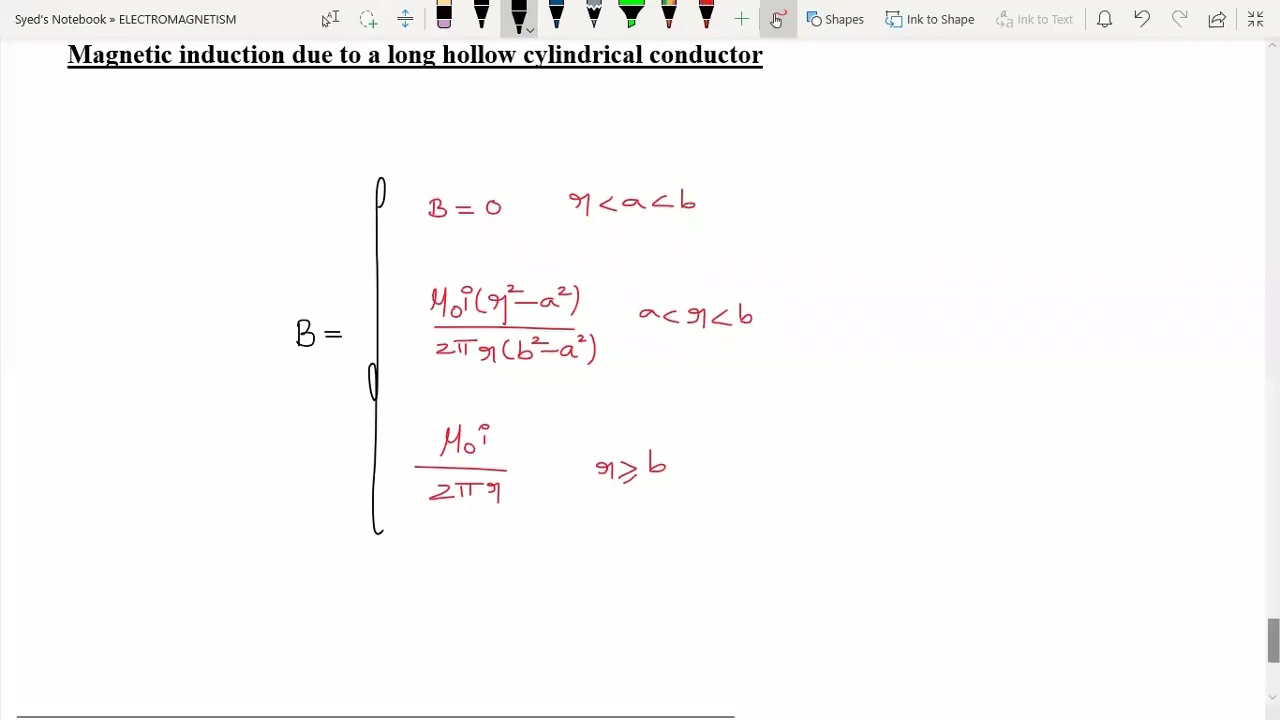 Syed's Notebook » ELECTROMAGNETISM
Shapes
Ink to Shape
Ink to Text
Magnetic induction due to a long hollow cylindrical conductor
B = 0 r < a < b
B = μ₀i(r²−a²) / 2πr(b²−a²) a < r < b
μ₀i / 2πr r ⩾ b